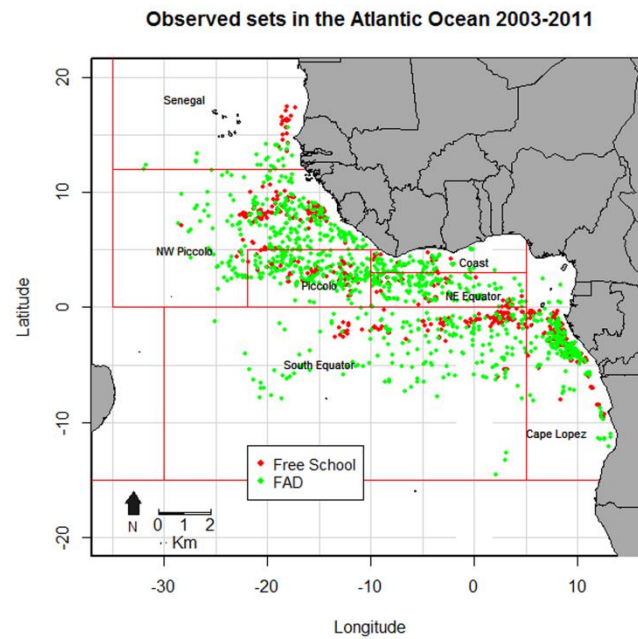 Observed sets in the Atlantic Ocean 2003-2011
Latitude
20
10
0
-10
-20
Senegal
NW Piccolo
Piccolo
Coast
NE Equator
South Equator
Cape Lopez
Free School
FAD
N
0 1 2
Km
-30 -20 -10 0 10
Longitude